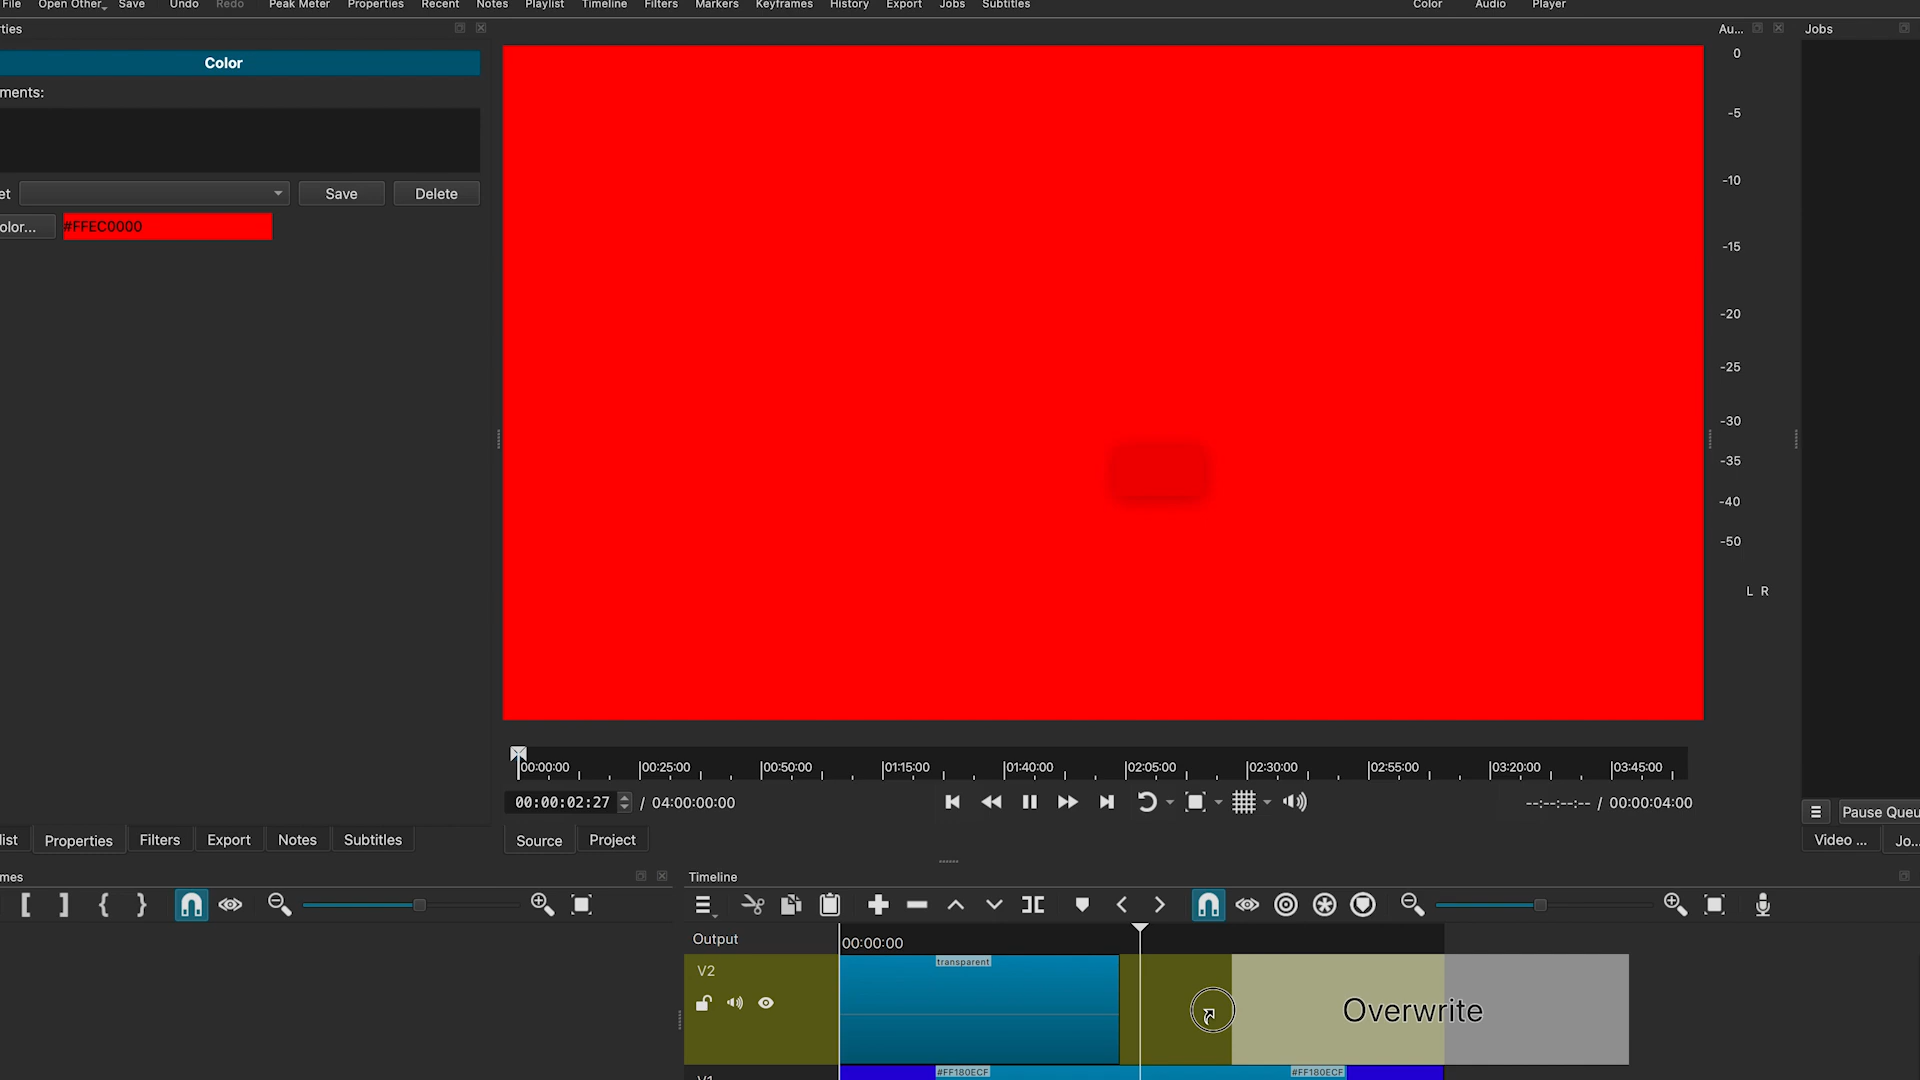 File Open Other_ Save Undo Redo Peak Meter Properties Recent Notes Playlist Timeline Filters Markers Keyframes History Export Jobs Subtitles Color Audio Player
ties
Au...
Jobs
Color
ments:
et
Save
Delete
olor...
#FFEC0000
0
-5
-10
-15
-20
-25
-30
-35
-40
-50
L R
00:00:00 00:25:00 00:50:00 01:15:00 01:40:00 02:05:00 02:30:00 02:55:00 03:20:00 03:45:00
00:00:02:27 / 04:00:00:00
--:--:--:-- / 00:00:04:00
Pause Queu
list Properties Filters Export Notes Subtitles
Source Project
Video ... Jo...
mes
Timeline
Output
00:00:00
V2
transparent
Overwrite
V1
#FF180ECF
#FF180ECF